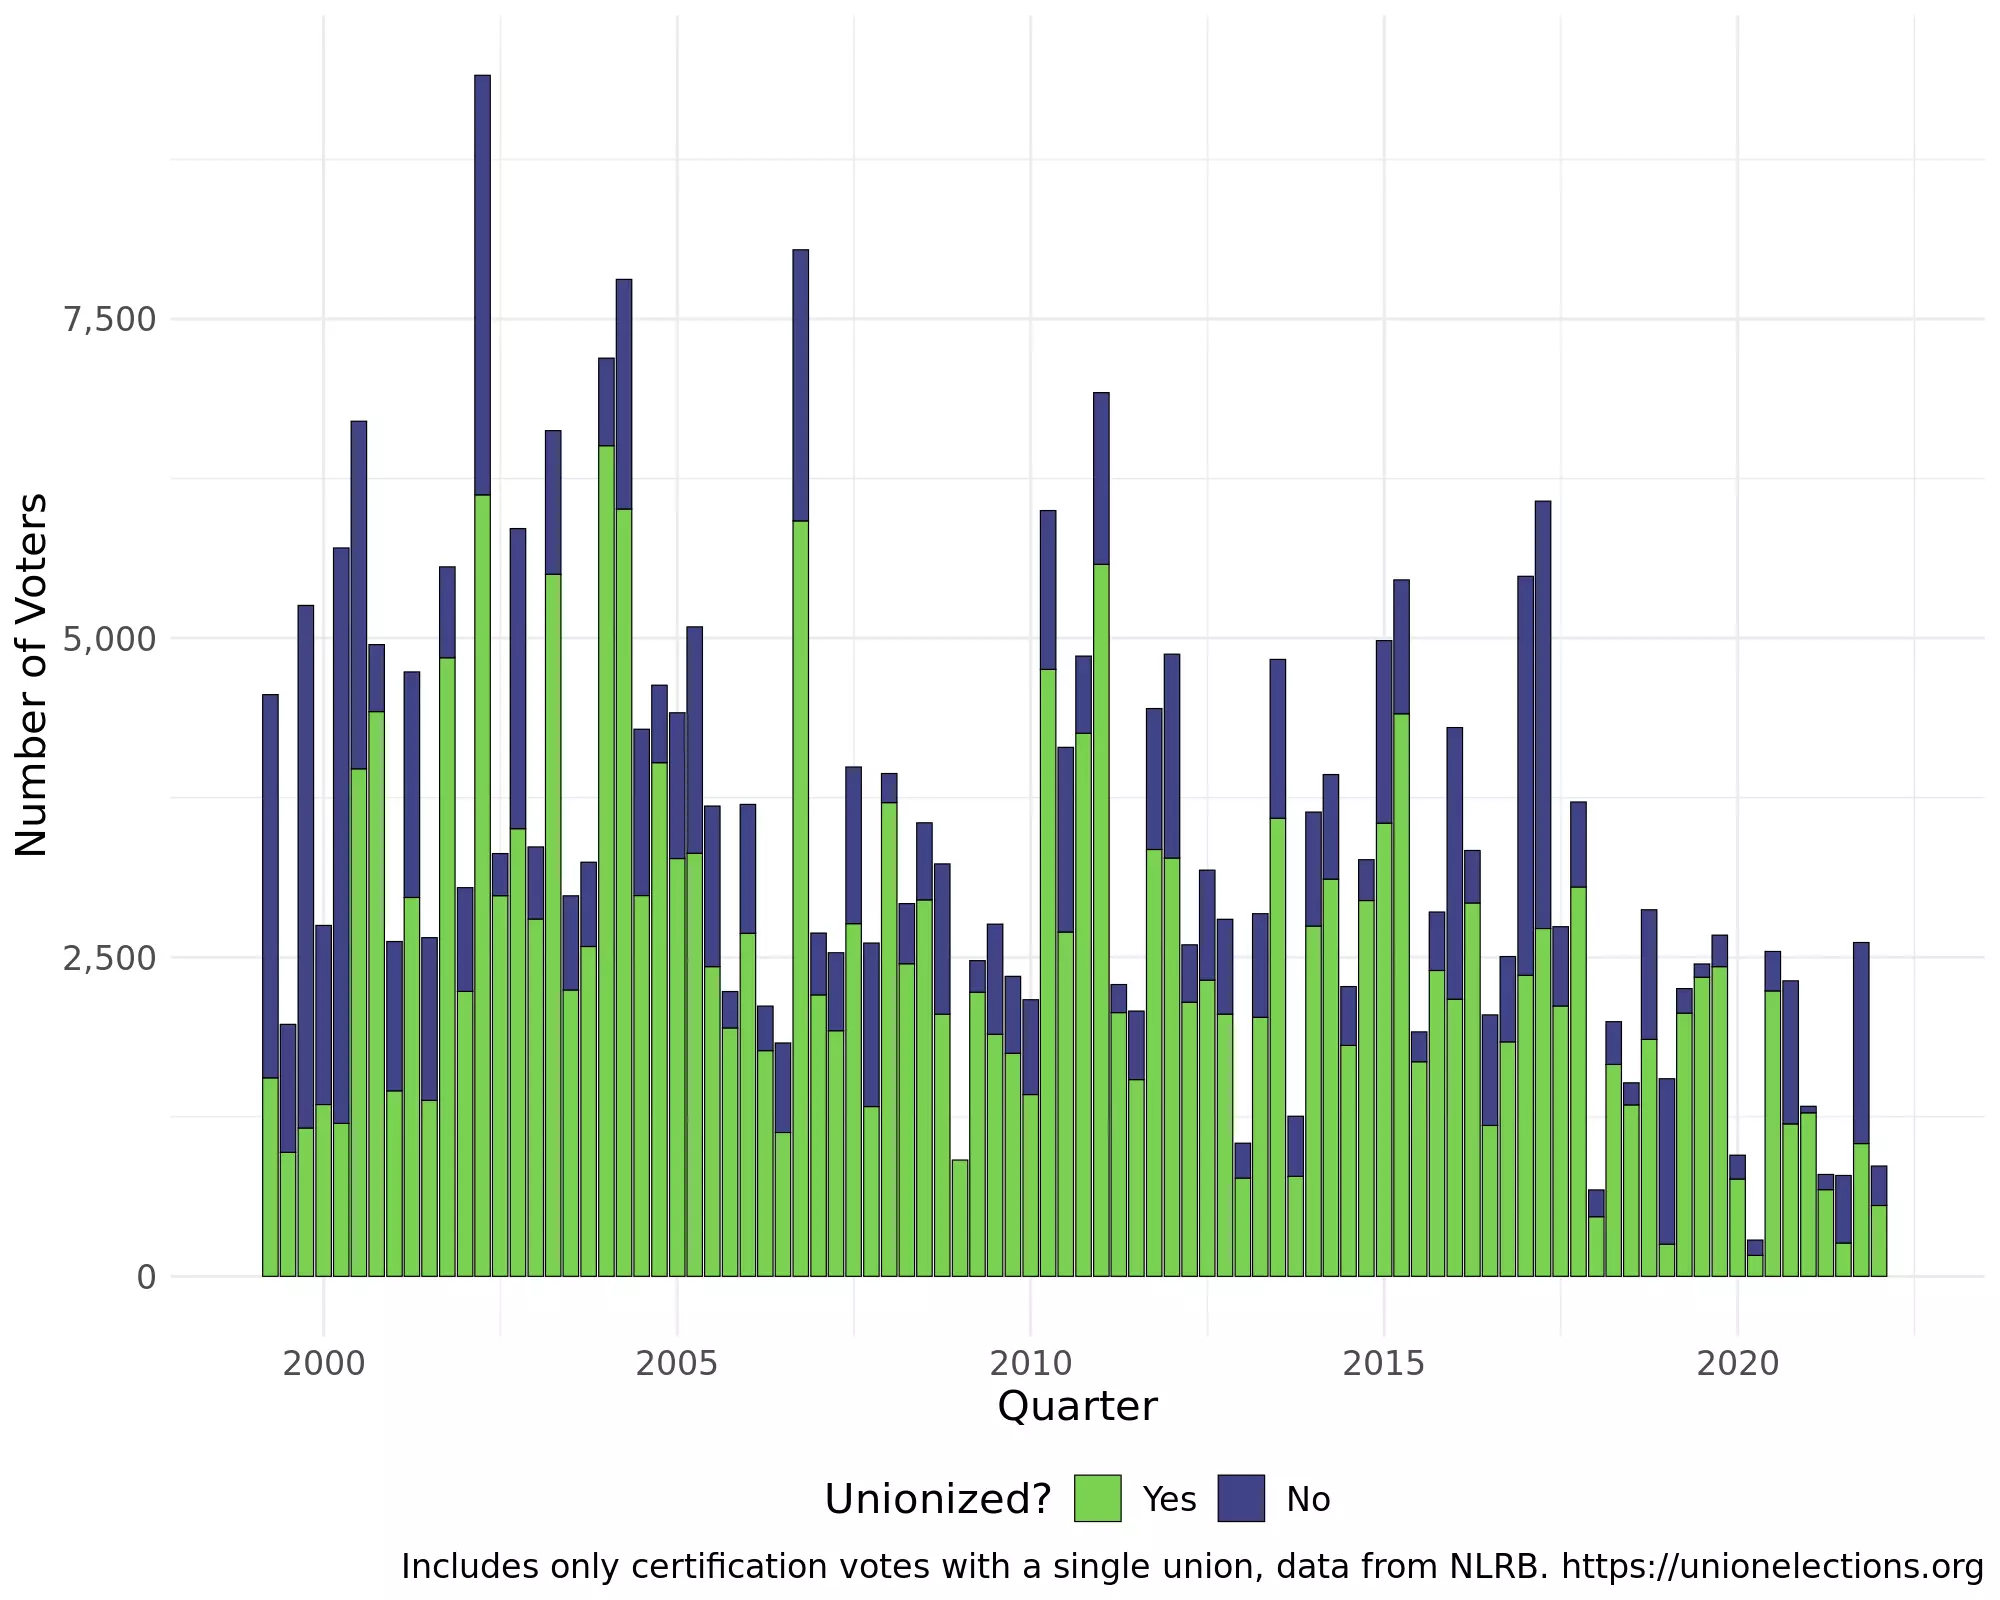 Number of Voters
7,500
5,000
2,500
0
2000 2005 2010 2015 2020
Quarter
Unionized? Yes No
Includes only certification votes with a single union, data from NLRB. https://unionelections.org